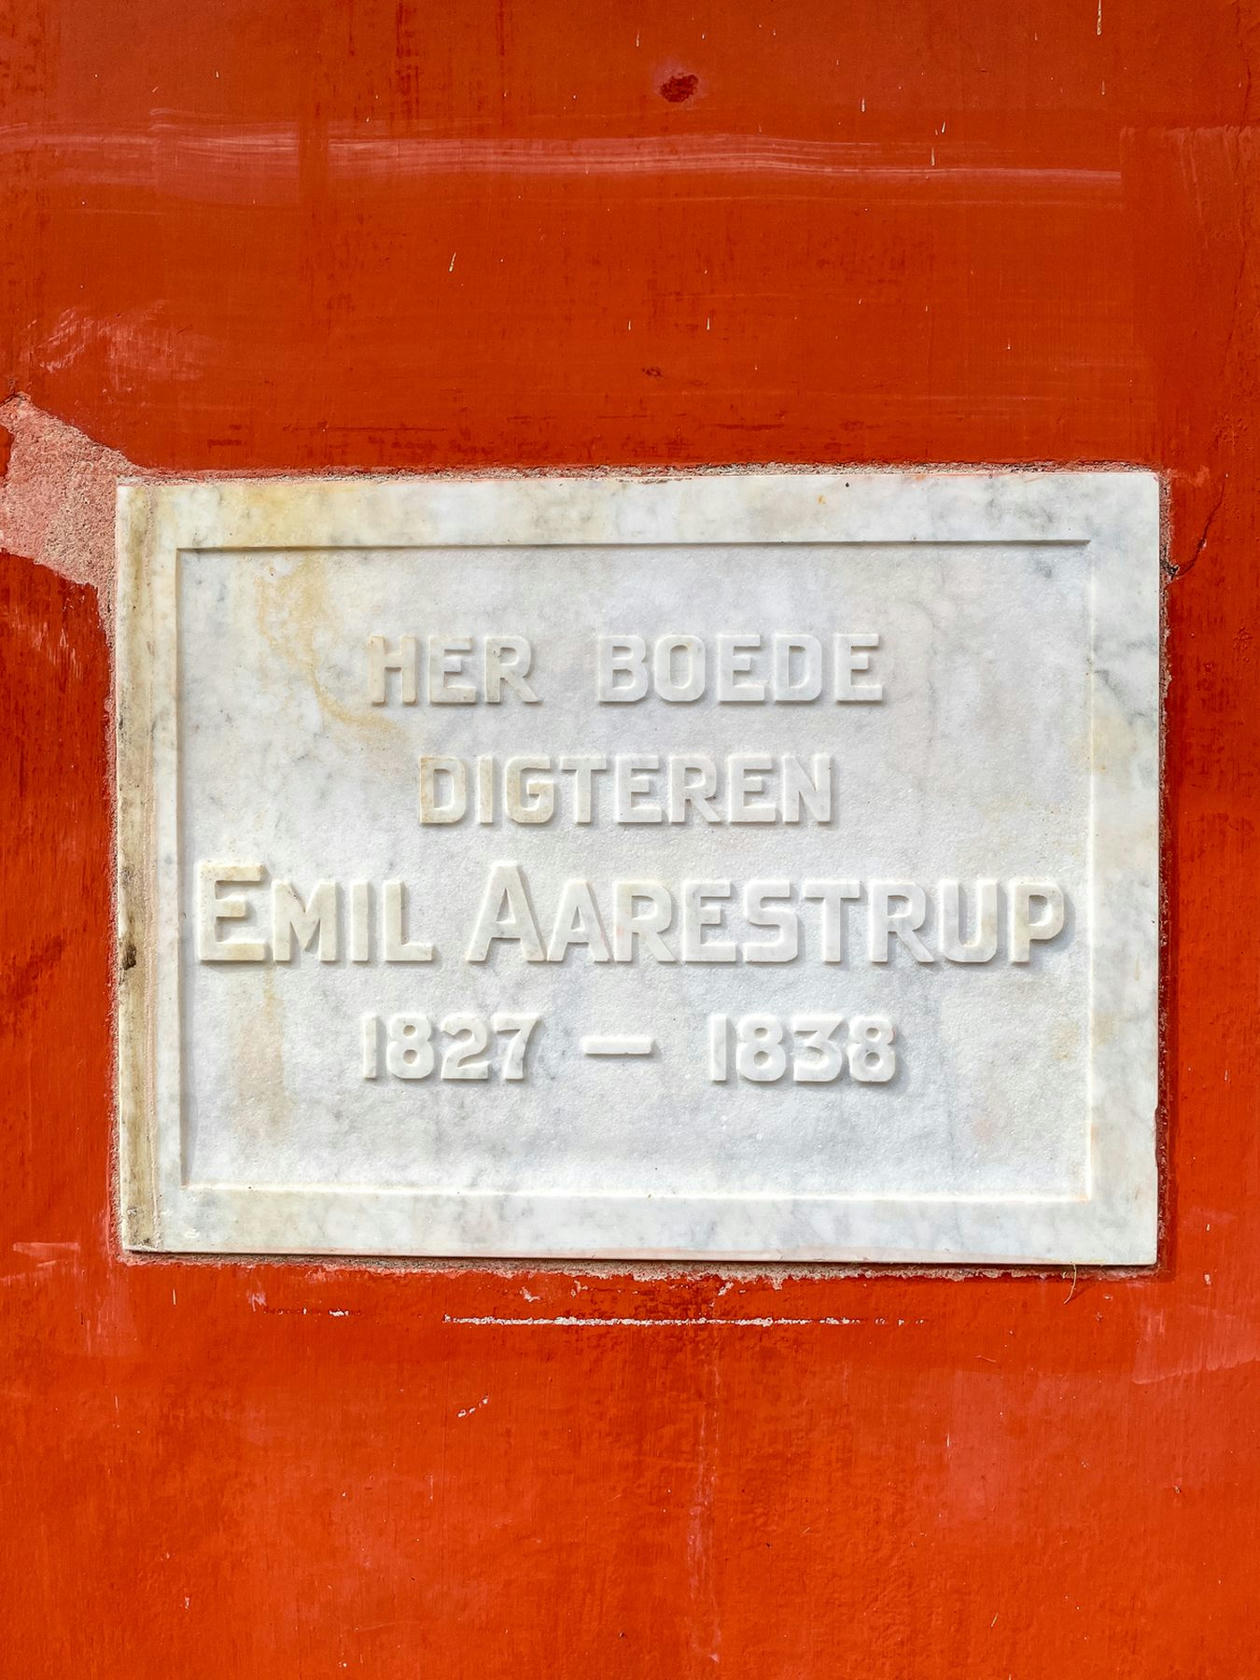 HER BOEDE
DIGTEREN
EMIL AARESTRUP
1827 — 1838